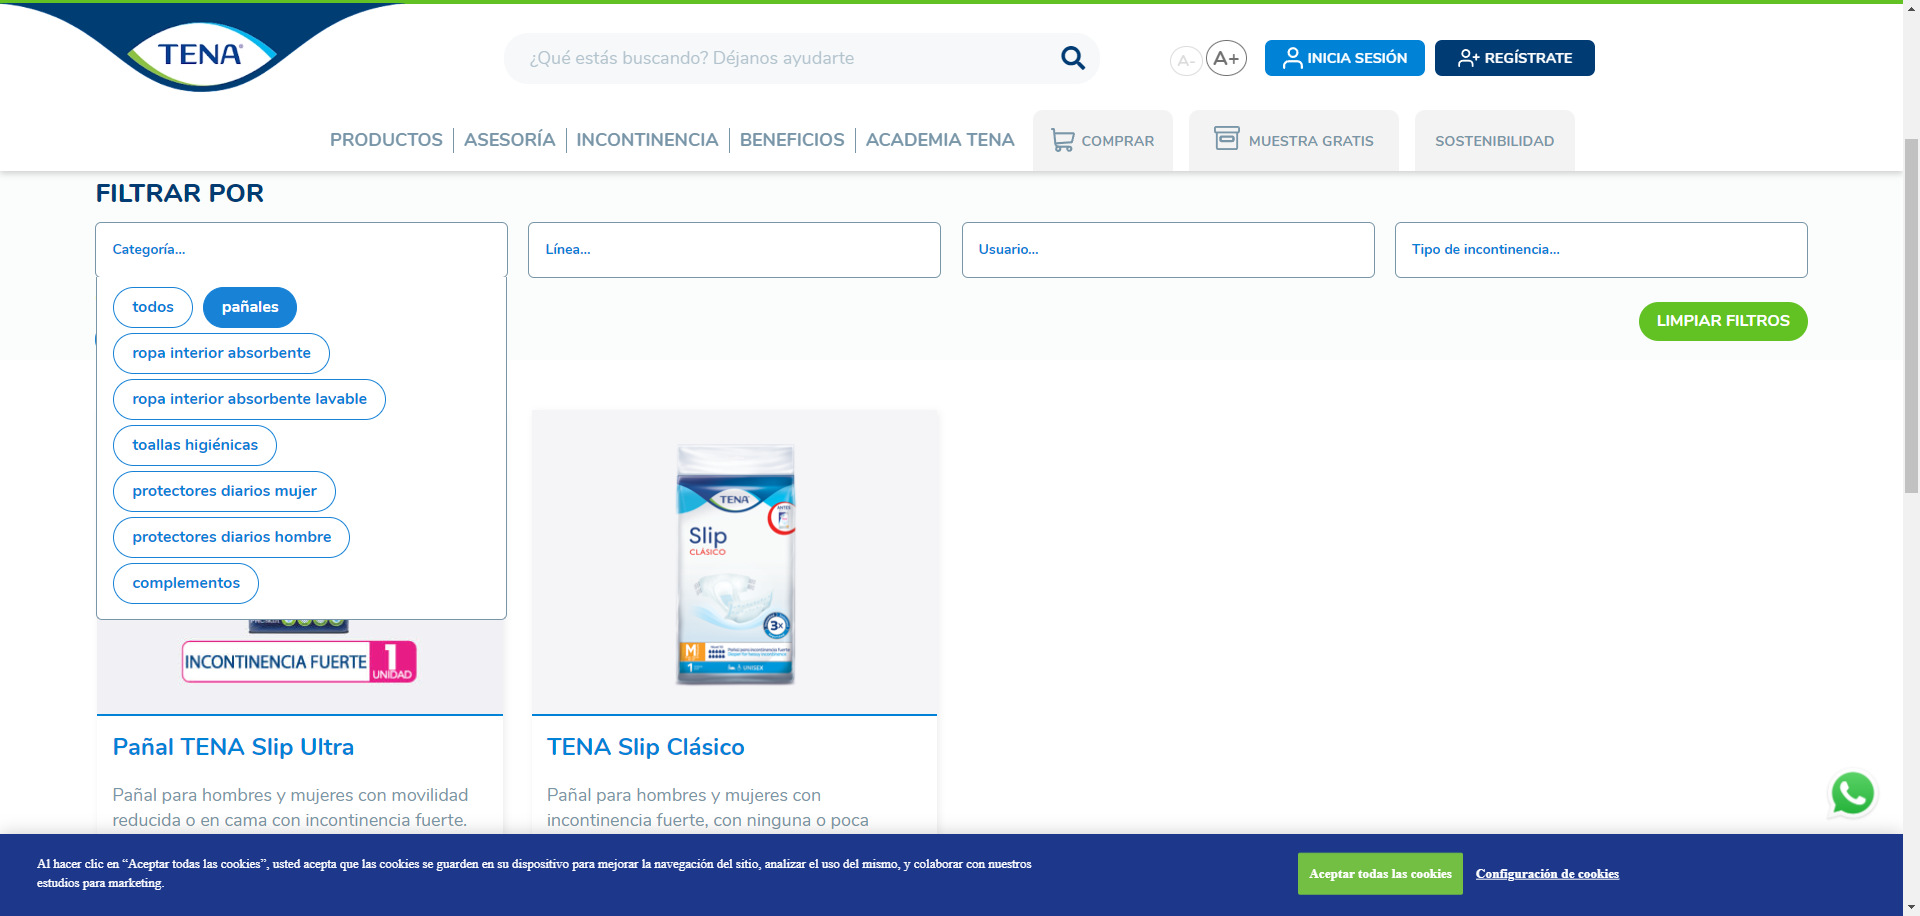 TENA
¿Qué estás buscando? Déjanos ayudarte
A-
A+
INICIA SESIÓN
REGÍSTRATE
PRODUCTOS
ASESORÍA
INCONTINENCIA
BENEFICIOS
ACADEMIA TENA
COMPRAR
MUESTRA GRATIS
SOSTENIBILIDAD
FILTRAR POR
Categoría...
Línea...
Usuario...
Tipo de incontinencia...
todos
pañales
ropa interior absorbente
ropa interior absorbente lavable
toallas higiénicas
protectores diarios mujer
protectores diarios hombre
complementos
LIMPIAR FILTROS
INCONTINENCIA FUERTE
1
UNIDAD
TENA
ANTES
Slip
CLÁSICO
3x
M
Pañal para incontinencia fuerte
1
UNISEX
Pañal TENA Slip Ultra
Pañal para hombres y mujeres con movilidad
reducida o en cama con incontinencia fuerte.
TENA Slip Clásico
Pañal para hombres y mujeres con
incontinencia fuerte, con ninguna o poca
Al hacer clic en “Aceptar todas las cookies”, usted acepta que las cookies se guarden en su dispositivo para mejorar la navegación del sitio, analizar el uso del mismo, y colaborar con nuestros
estudios para marketing.
Aceptar todas las cookies
Configuración de cookies